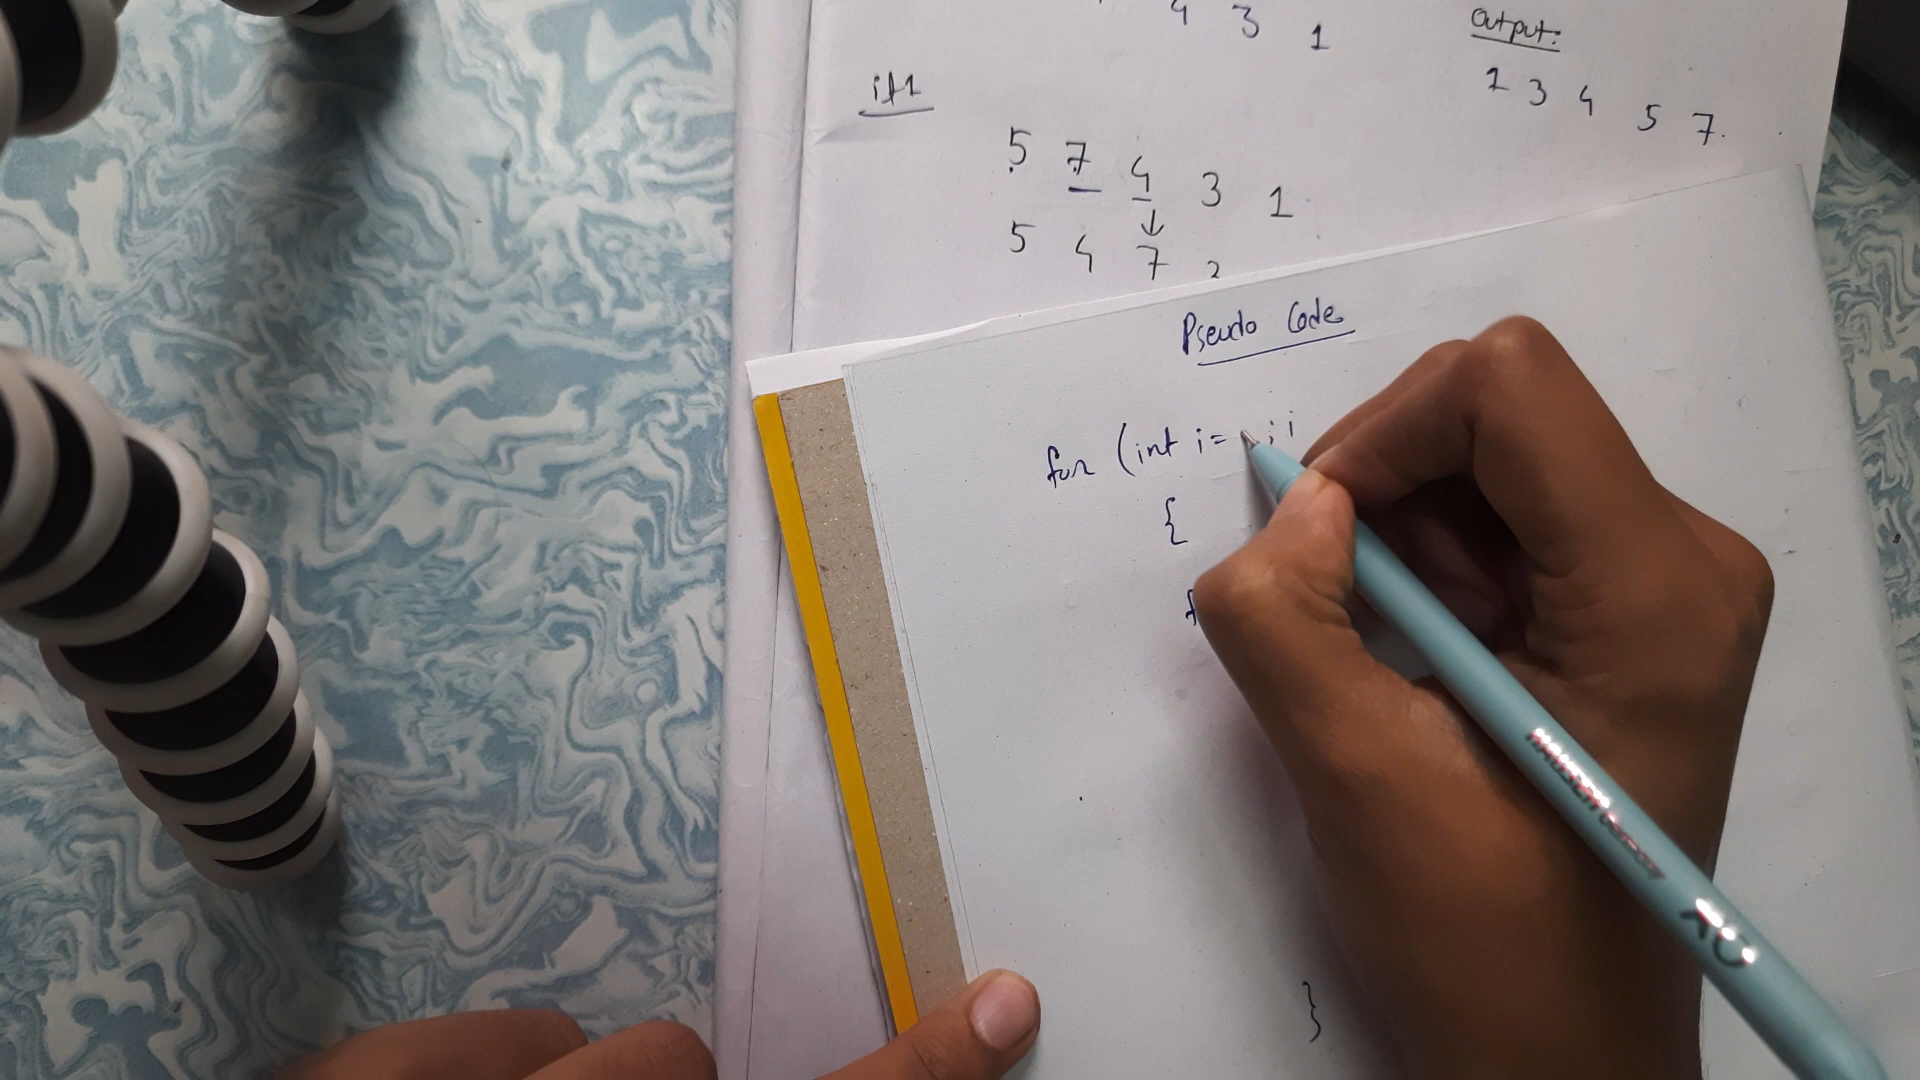 4 3 1
Output:
1 3 4 5 7.
it1
5 7 4 3 1
5 4 7
Pseudo Code
for (int i= ; i
{
f
}